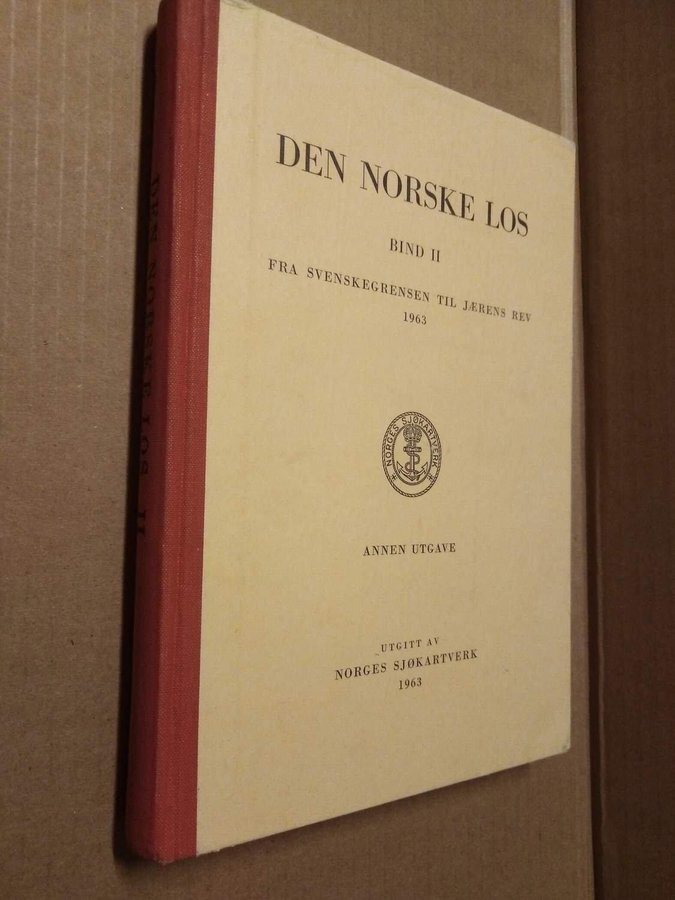 DEN NORSKE LOS II
DEN NORSKE LOS
BIND II
FRA SVENSKEGRENSEN TIL JÆRENS REV
1963
NORGES SJØKARTVERK
ANNEN UTGAVE
UTGITT AV
NORGES SJØKARTVERK
1963